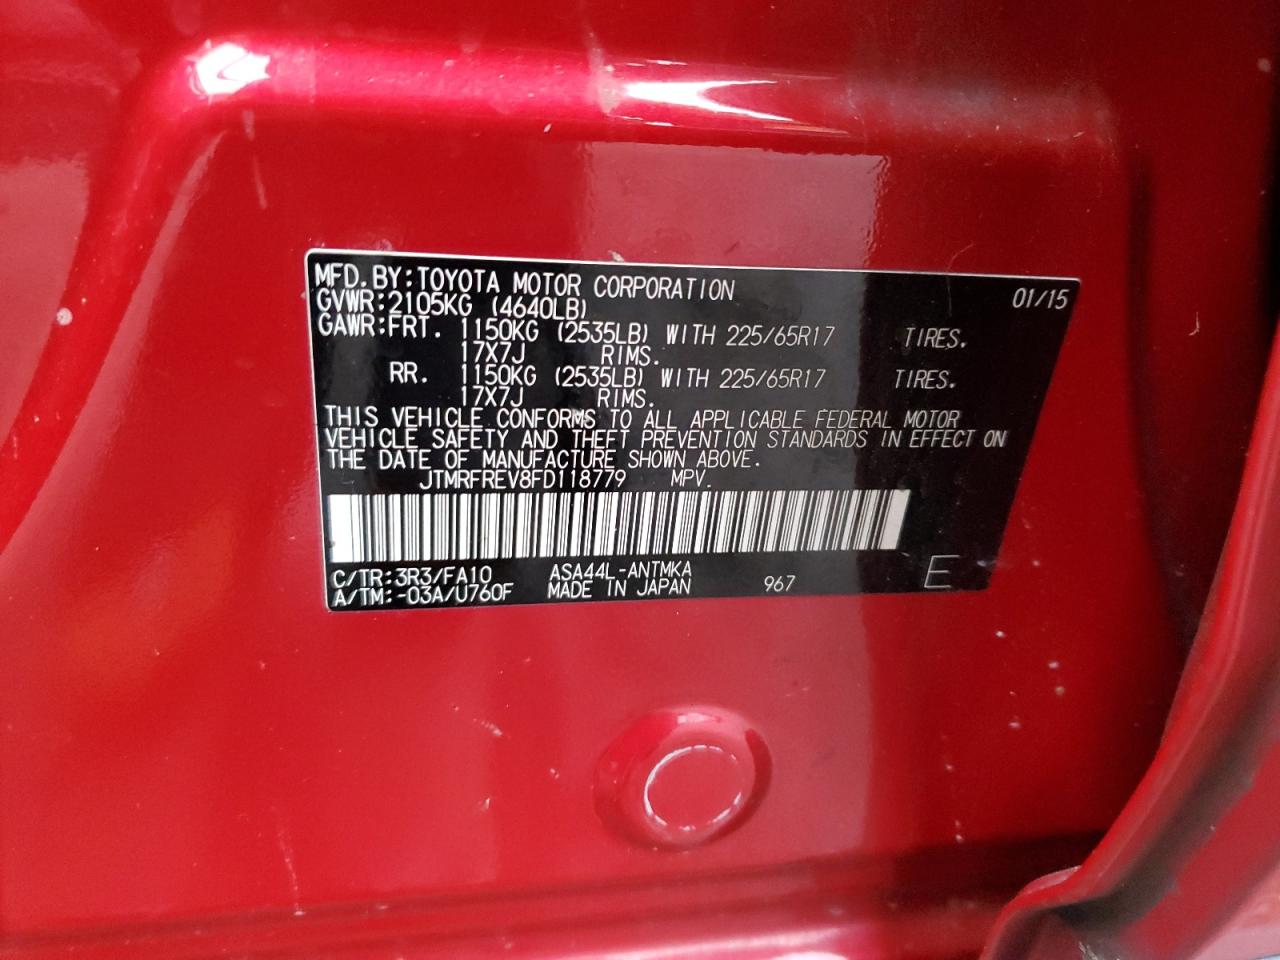 MFD. BY: TOYOTA MOTOR CORPORATION 01/15
GVWR: 2105KG (4640LB)
GAWR: FRT. 1150KG (2535LB) WITH 225/65R17 TIRES.
17X7J RIMS.
RR. 1150KG (2535LB) WITH 225/65R17 TIRES.
17X7J RIMS.
THIS VEHICLE CONFORMS TO ALL APPLICABLE FEDERAL MOTOR
VEHICLE SAFETY AND THEFT PREVENTION STANDARDS IN EFFECT ON
THE DATE OF MANUFACTURE SHOWN ABOVE.
JTMRFREV8FD118779 MPV.
C/TR: 3R3/FA10 ASA44L-ANTMKA
A/TM: -03A/U760F MADE IN JAPAN 967 E